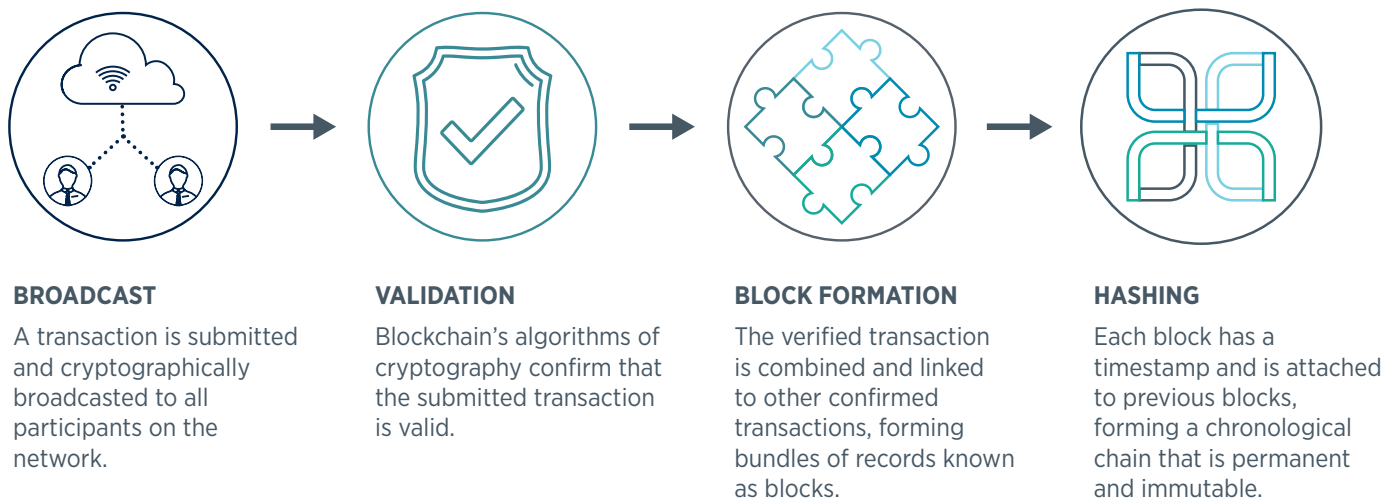 BROADCAST
A transaction is submitted
and cryptographically
broadcasted to all
participants on the
network.
VALIDATION
Blockchain’s algorithms of
cryptography confirm that
the submitted transaction
is valid.
BLOCK FORMATION
The verified transaction
is combined and linked
to other confirmed
transactions, forming
bundles of records known
as blocks.
HASHING
Each block has a
timestamp and is attached
to previous blocks,
forming a chronological
chain that is permanent
and immutable.